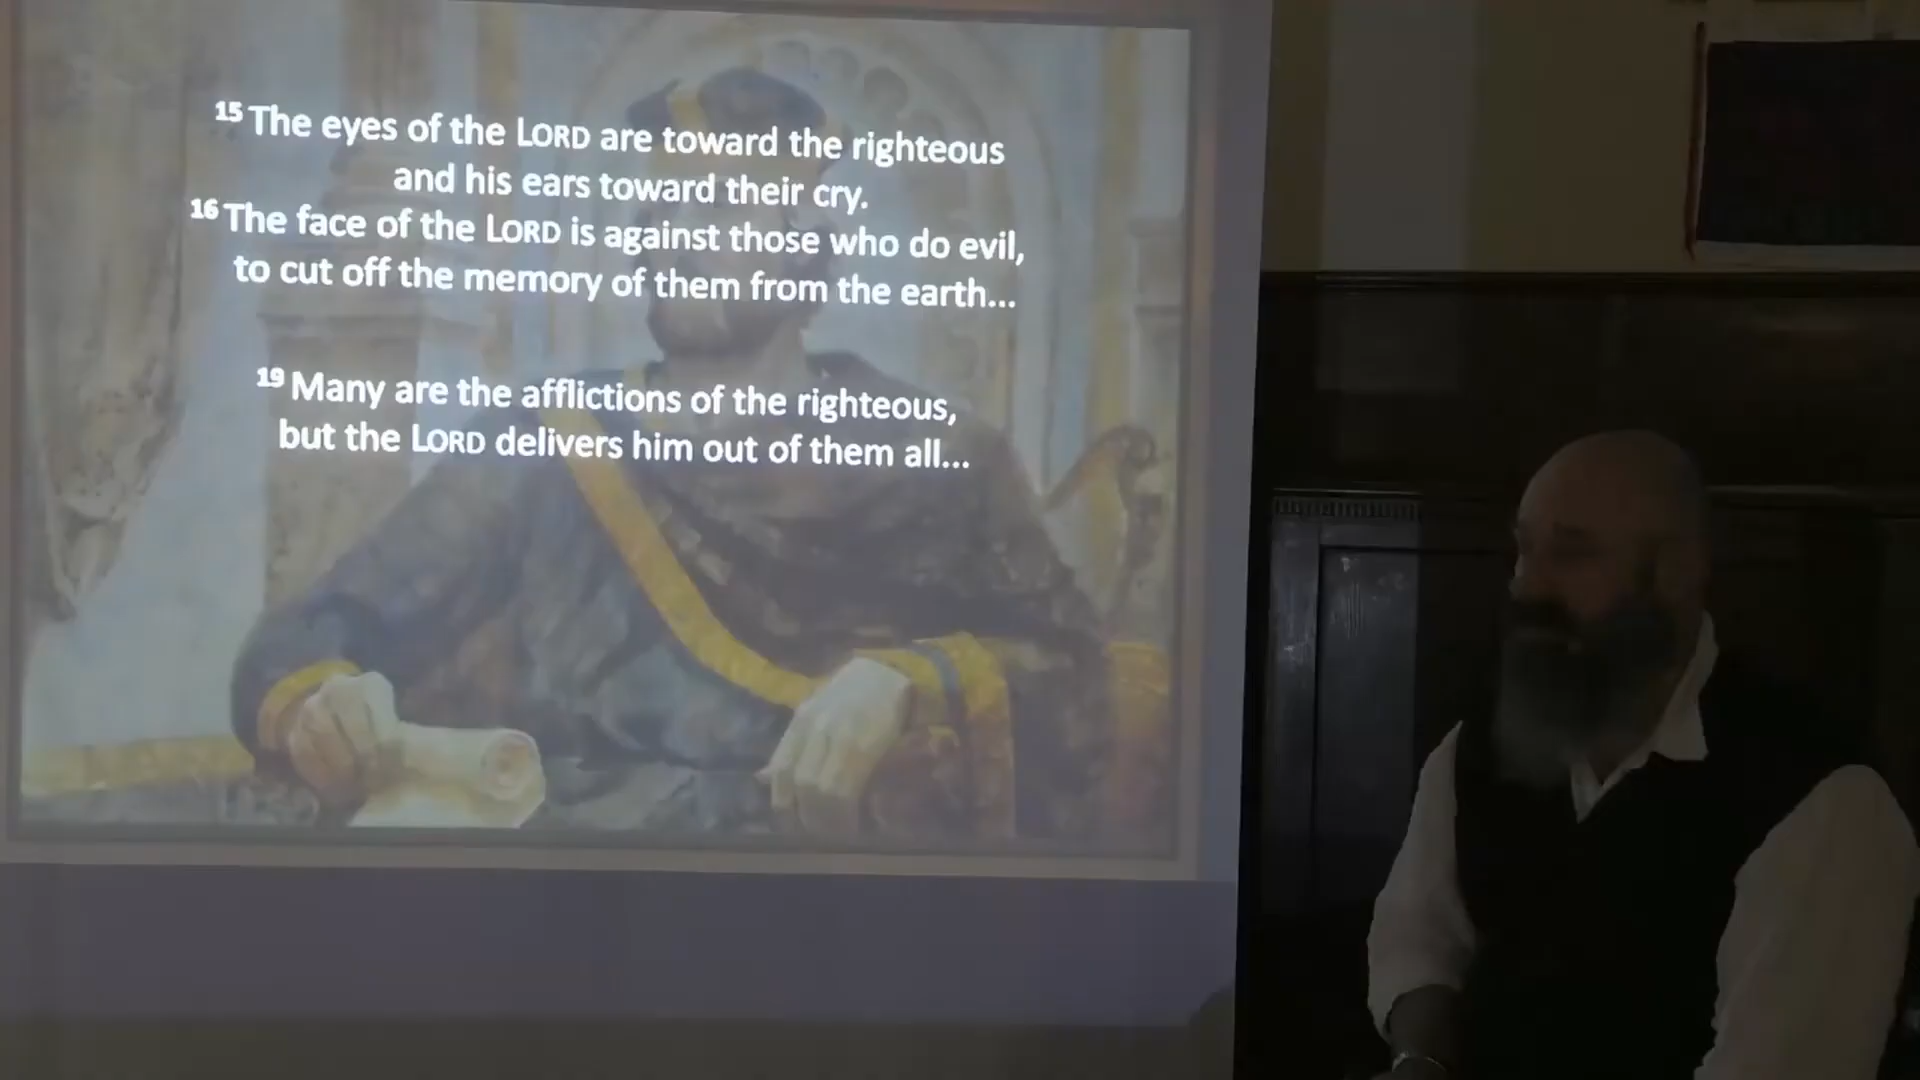 15 The eyes of the LORD are toward the righteous
and his ears toward their cry.
16 The face of the LORD is against those who do evil,
to cut off the memory of them from the earth...
19 Many are the afflictions of the righteous,
but the LORD delivers him out of them all...